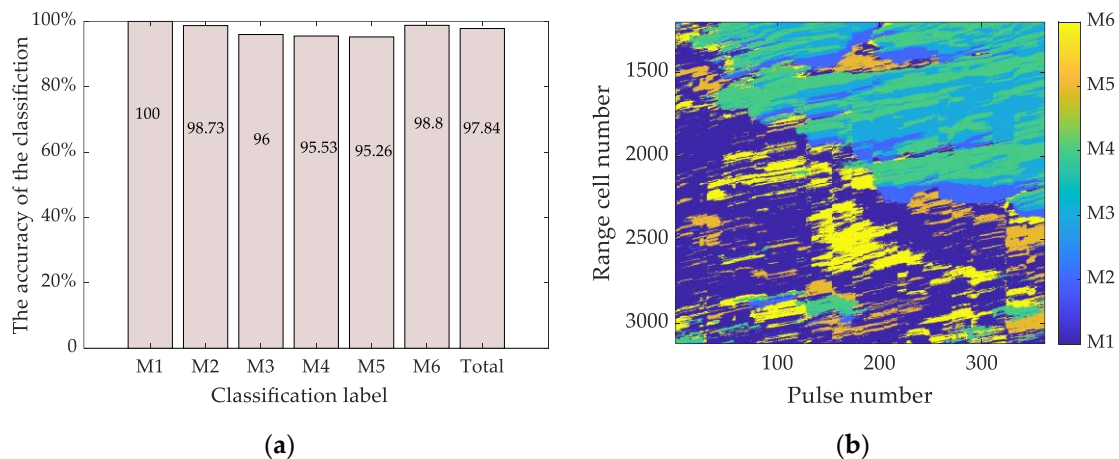 The accuracy of the classifiction
100%
80%
60%
40%
20%
0
100
98.73
96
95.53
95.26
98.8
97.84
M1 M2 M3 M4 M5 M6 Total
Classification label
(a)
Range cell number
1500
2000
2500
3000
100 200 300
Pulse number
M6
M5
M4
M3
M2
M1
(b)